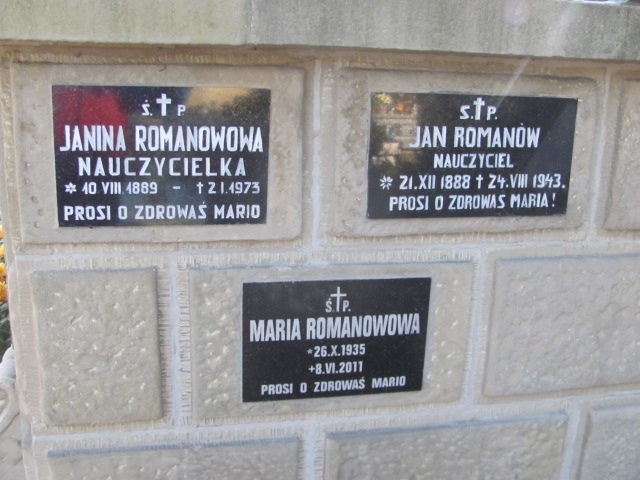 Ś.✝P
JANINA ROMANOWOWA
NAUCZYCIELKA
* 10 VIII 1889 - † 2 I 1973
PROSI O ZDROWAŚ MARIO
Ś.✝P.
JAN ROMANÓW
NAUCZYCIEL
* 21.XII 1888 † 24.VIII 1943.
PROSI O ZDROWAS MARIA!
Ś.✝P.
MARIA ROMANOWOWA
*26.X.1935
+8.VI.2011
PROSI O ZDROWAŚ MARIO